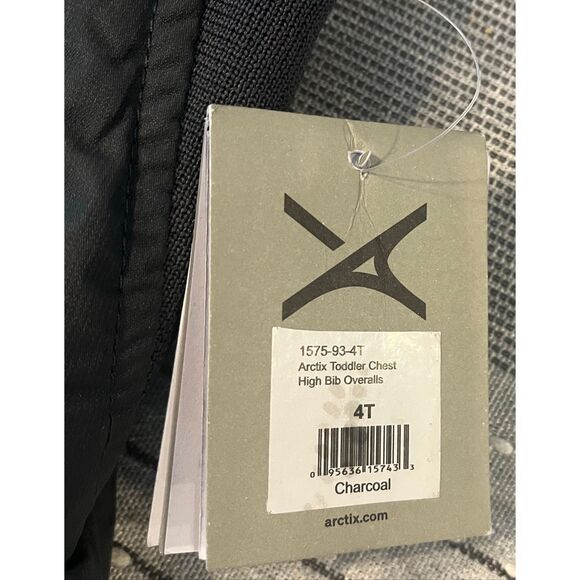 1575-93-4T
Arctix Toddler Chest
High Bib Overalls
4T
0 95636 15743 3
Charcoal
arctix.com